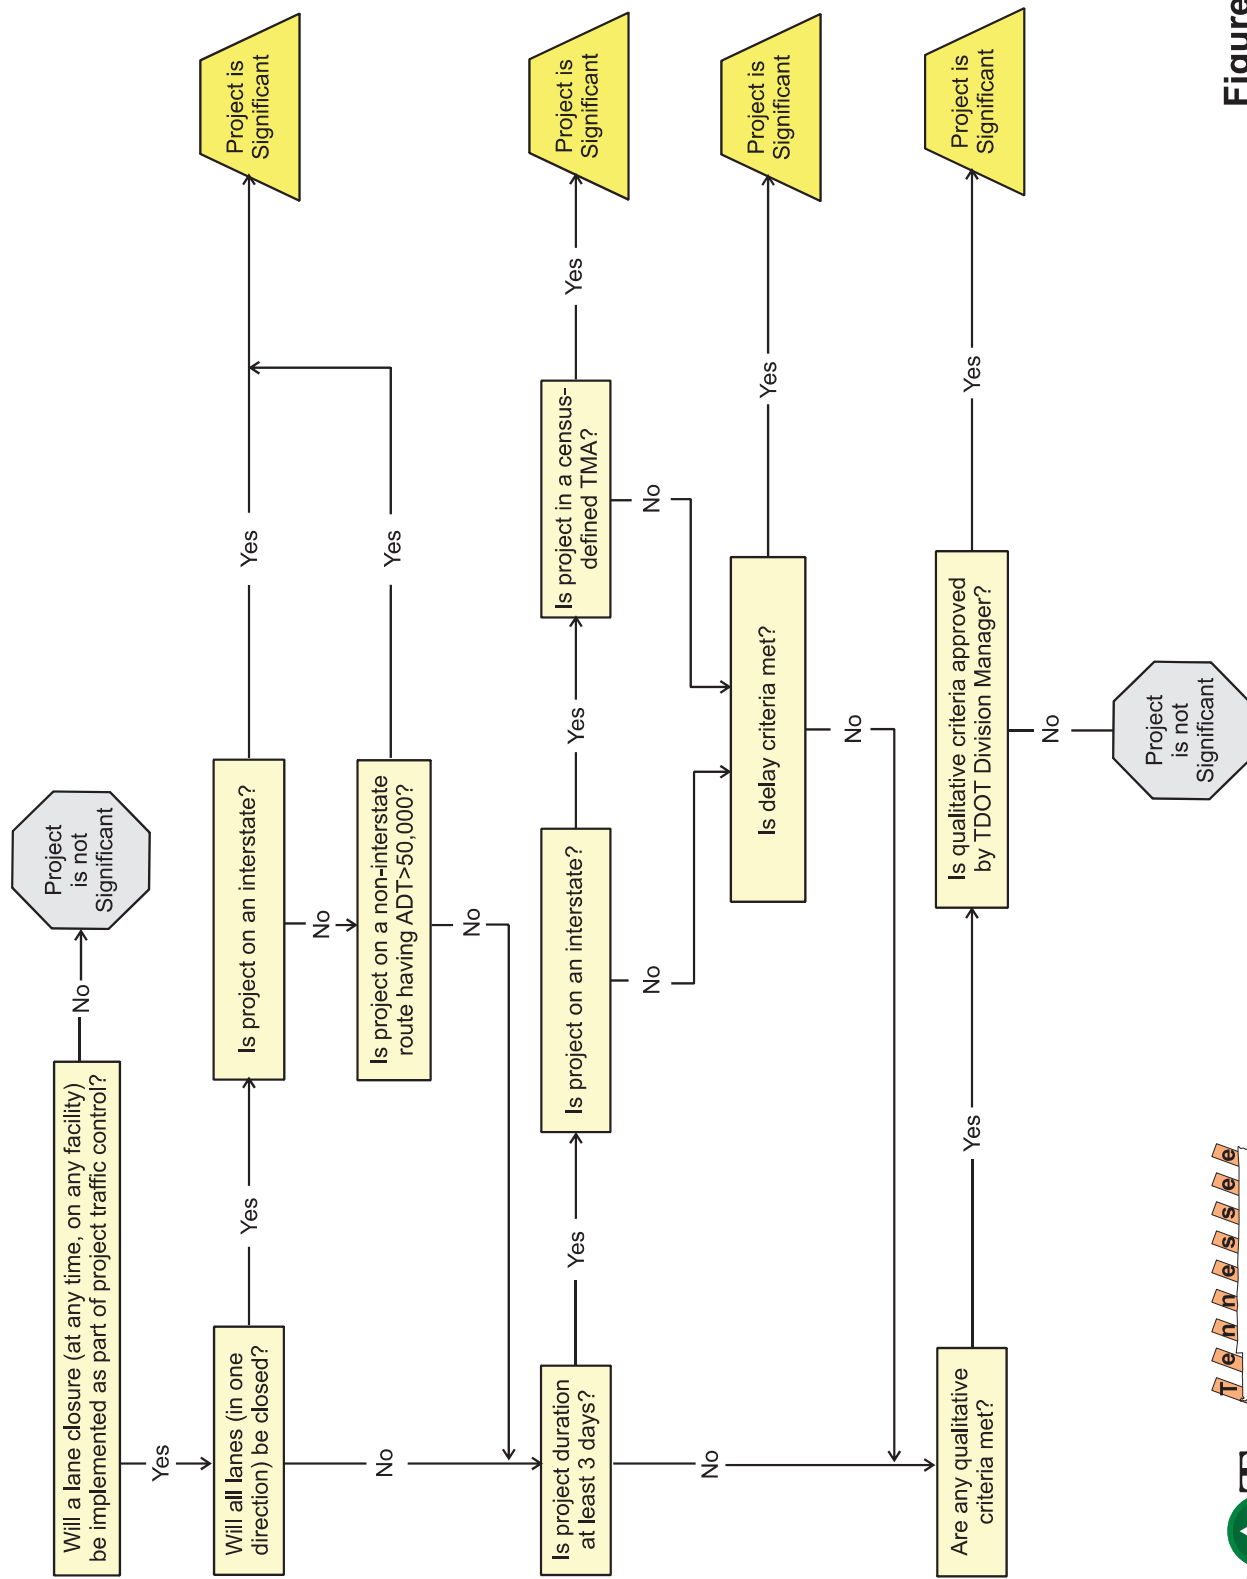 Will a lane closure (at any time, on any facility)
be implemented as part of project traffic control?
No
Project
is not
Significant
Yes
Will all lanes (in one
direction) be closed?
Yes
Is project on an interstate?
Yes
Project is
Significant
No
Is project on a non-interstate
route having ADT>50,000?
Yes
No
No
Is project duration
at least 3 days?
Yes
Is project on an interstate?
Yes
Is project in a census-
defined TMA?
Yes
Project is
Significant
No
No
Is delay criteria met?
Yes
Project is
Significant
No
No
Are any qualitative
criteria met?
Yes
Is qualitative criteria approved
by TDOT Division Manager?
Yes
Project is
Significant
No
Project
is not
Significant
Tennessee
Figure